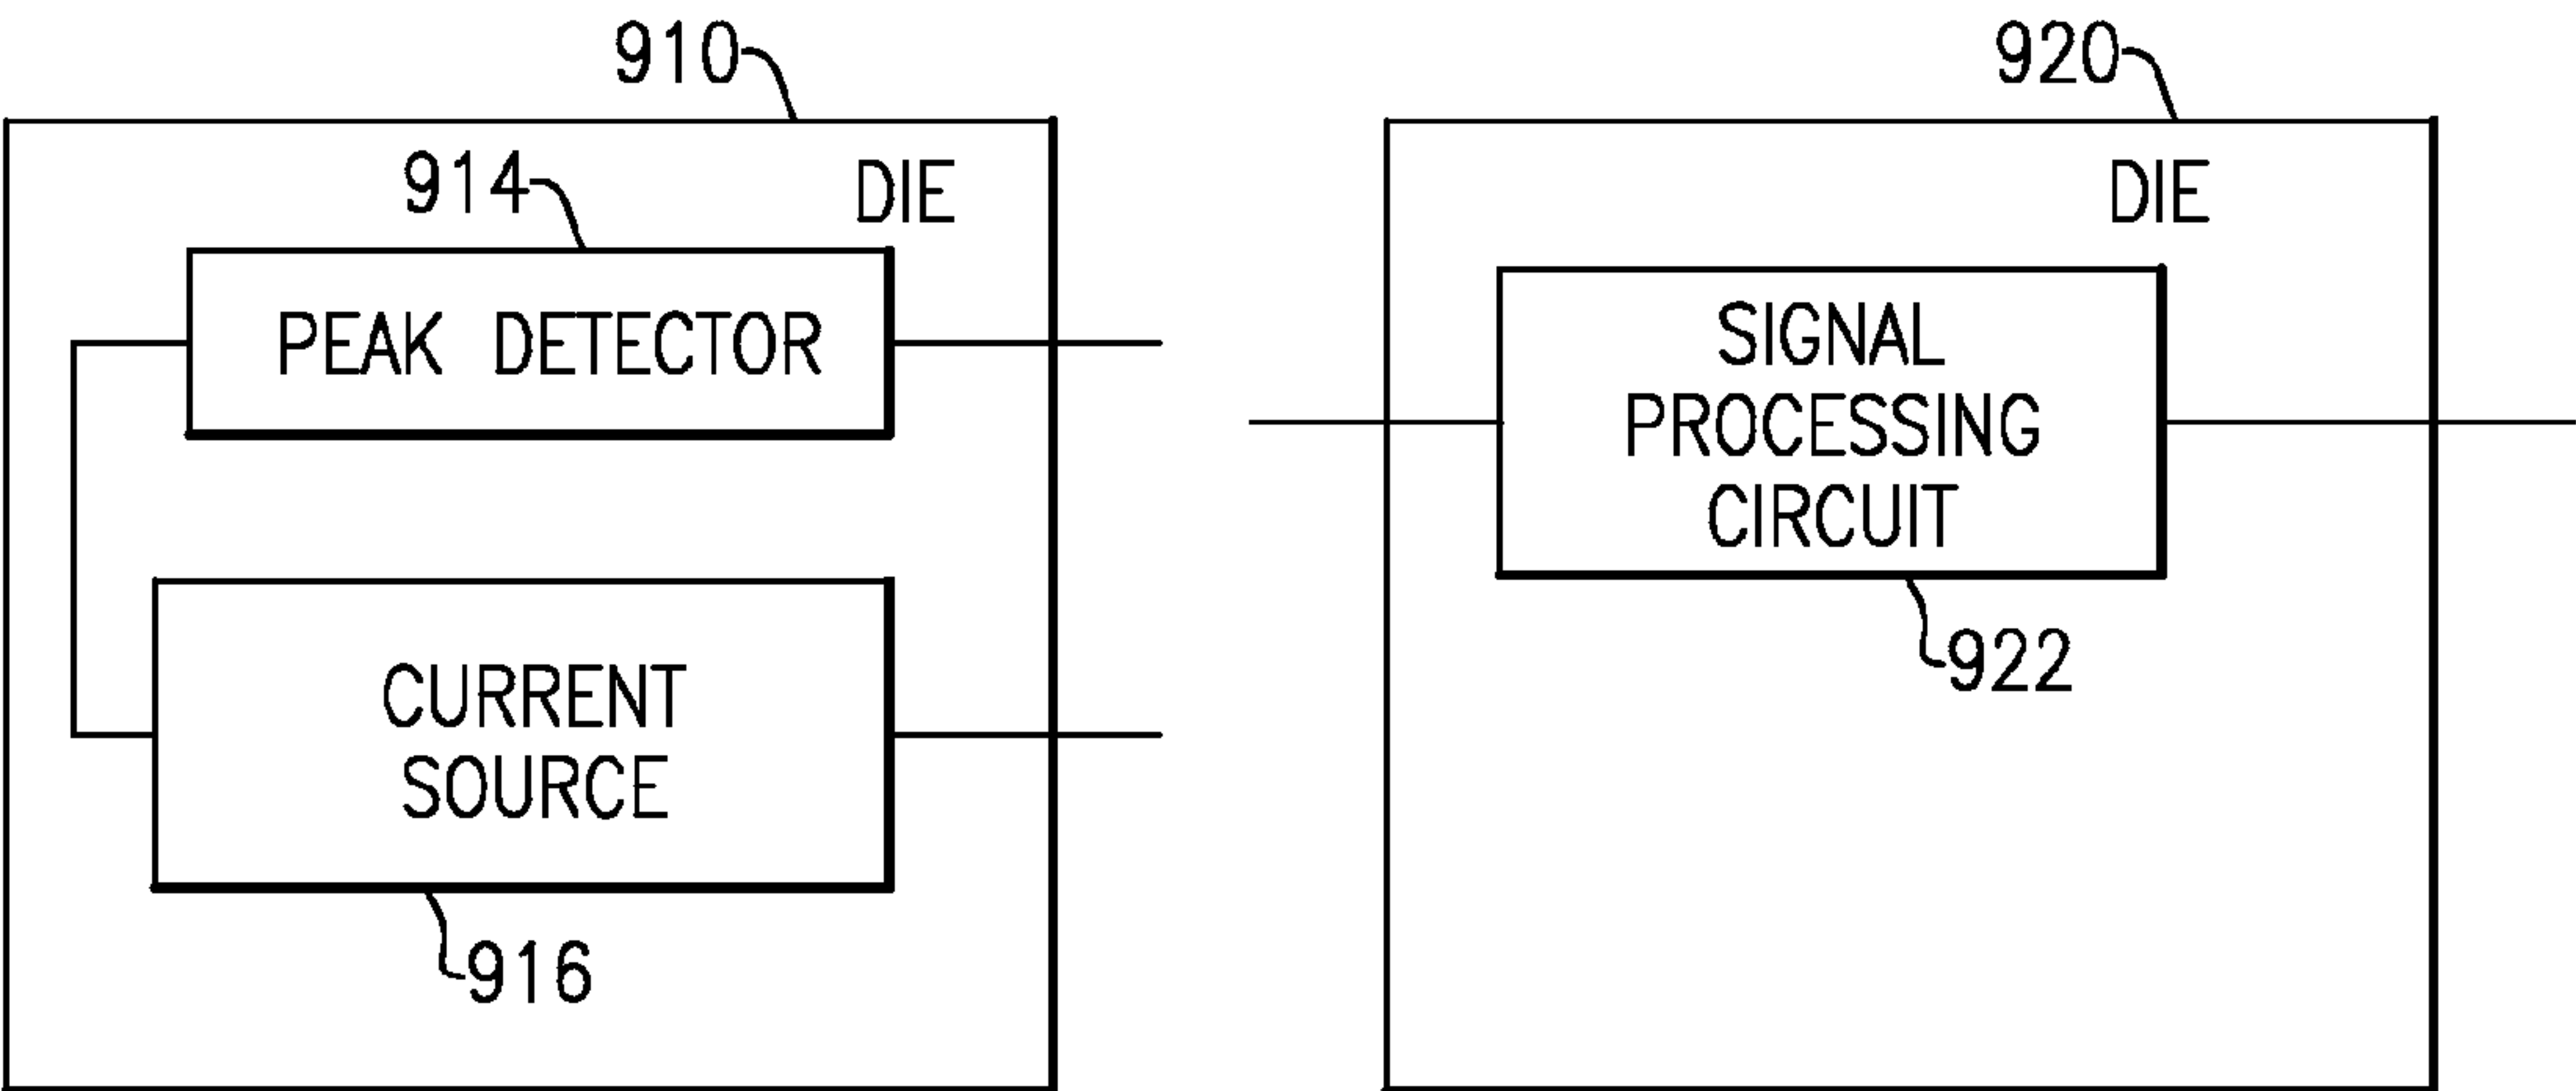 910
DIE
914
PEAK DETECTOR
CURRENT
SOURCE
916
920
DIE
SIGNAL
PROCESSING
CIRCUIT
922